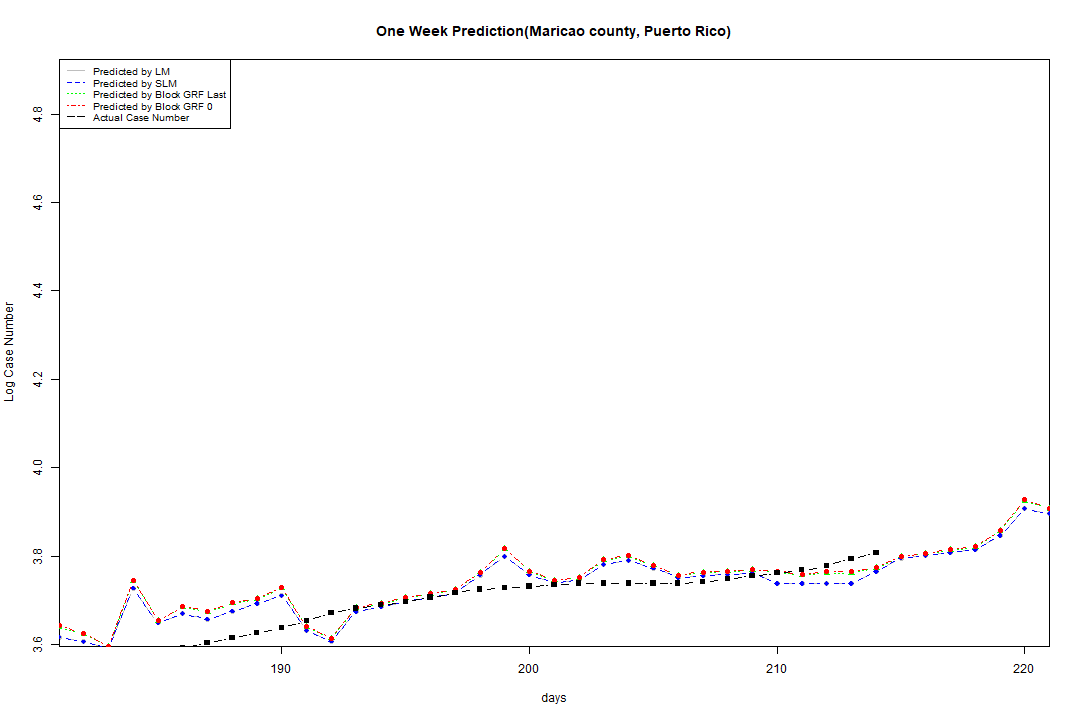 One Week Prediction(Maricao county, Puerto Rico)
Predicted by LM
Predicted by SLM
Predicted by Block GRF Last
Predicted by Block GRF 0
Actual Case Number
4.8
4.6
4.4
4.2
4.0
3.8
3.6
Log Case Number
190 200 210 220
days